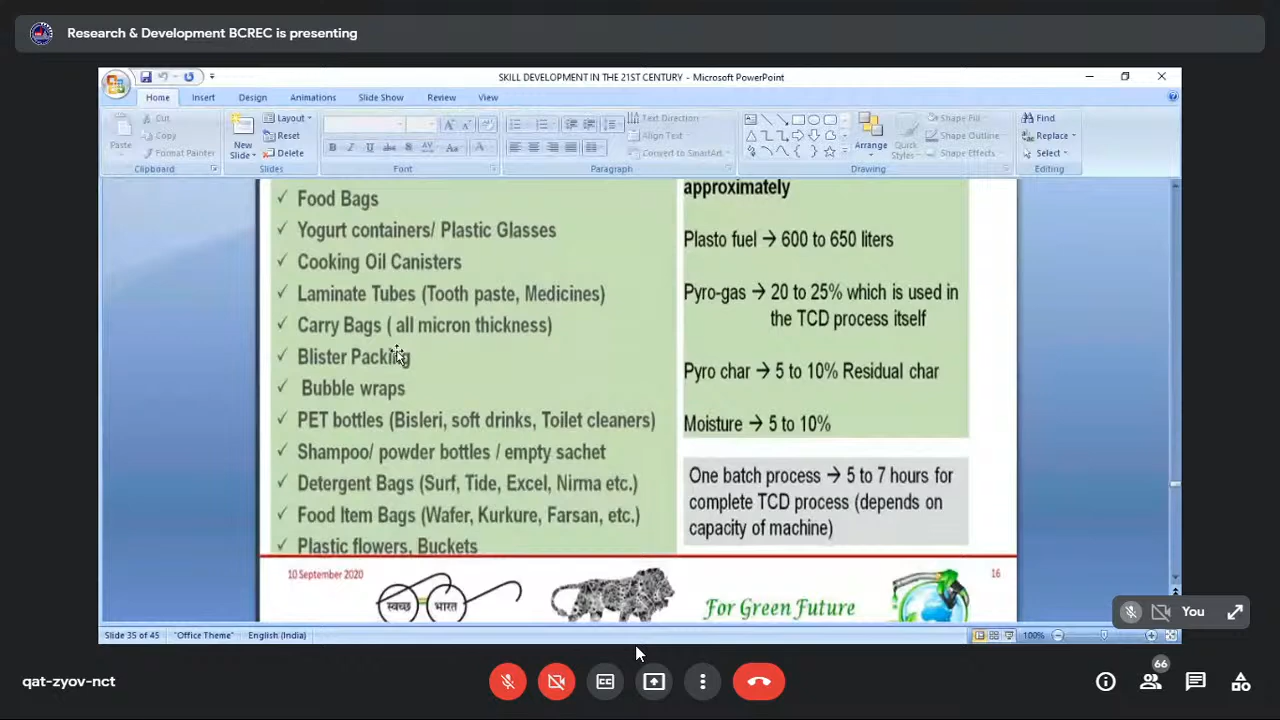 Research & Development BCREC is presenting
SKILL DEVELOPMENT IN THE 21ST CENTURY - Microsoft PowerPoint
Home Insert Design Animations Slide Show Review View
Paste
Cut
Copy
Format Painter
Clipboard
New Slide
Layout
Reset
Delete
Slides
Font
Text Direction
Align Text
Convert to SmartArt
Paragraph
Arrange
Quick Styles
Shape Fill
Shape Outline
Shape Effects
Drawing
Find
Replace
Select
Editing
✓ Food Bags
✓ Yogurt containers/ Plastic Glasses
✓ Cooking Oil Canisters
✓ Laminate Tubes (Tooth paste, Medicines)
✓ Carry Bags ( all micron thickness)
✓ Blister Packing
✓ Bubble wraps
✓ PET bottles (Bisleri, soft drinks, Toilet cleaners)
✓ Shampoo/ powder bottles / empty sachet
✓ Detergent Bags (Surf, Tide, Excel, Nirma etc.)
✓ Food Item Bags (Wafer, Kurkure, Farsan, etc.)
✓ Plastic flowers, Buckets
approximately
Plasto fuel → 600 to 650 liters
Pyro-gas → 20 to 25% which is used in
the TCD process itself
Pyro char → 5 to 10% Residual char
Moisture → 5 to 10%
One batch process → 5 to 7 hours for
complete TCD process (depends on
capacity of machine)
10 September 2020
स्वच्छ भारत
For Green Future
16
You
Slide 35 of 45 "Office Theme" English (India) 100%
qat-zyov-nct
CC
66